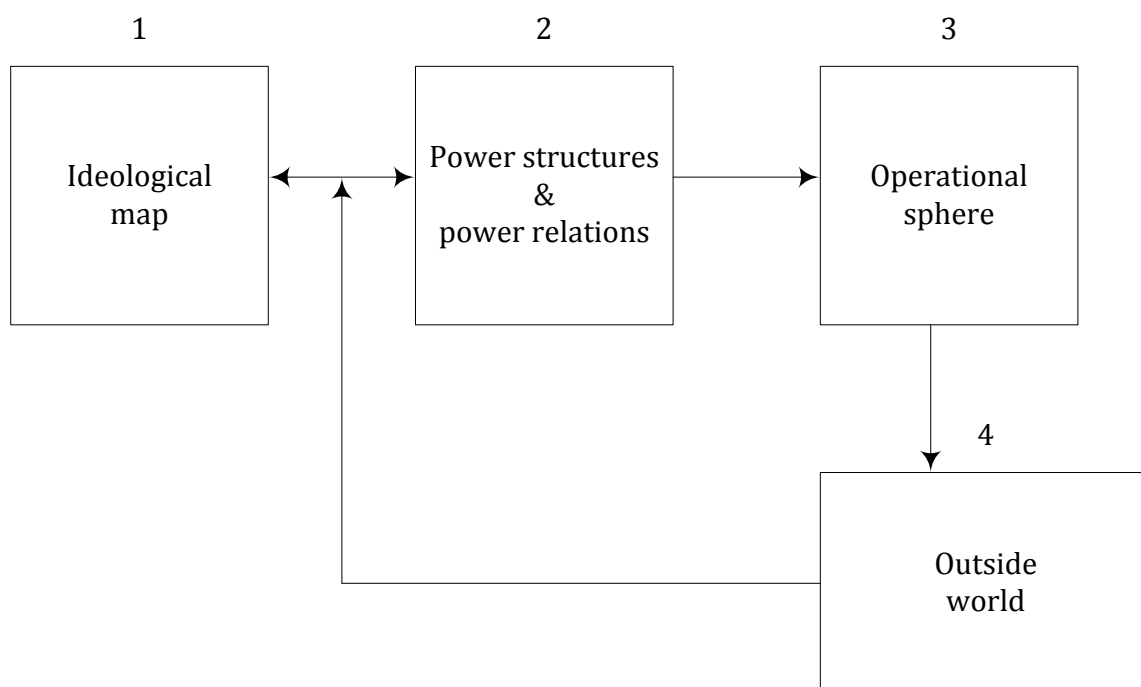 1
2
3
Ideological
map
Power structures
&
power relations
Operational
sphere
4
Outside
world